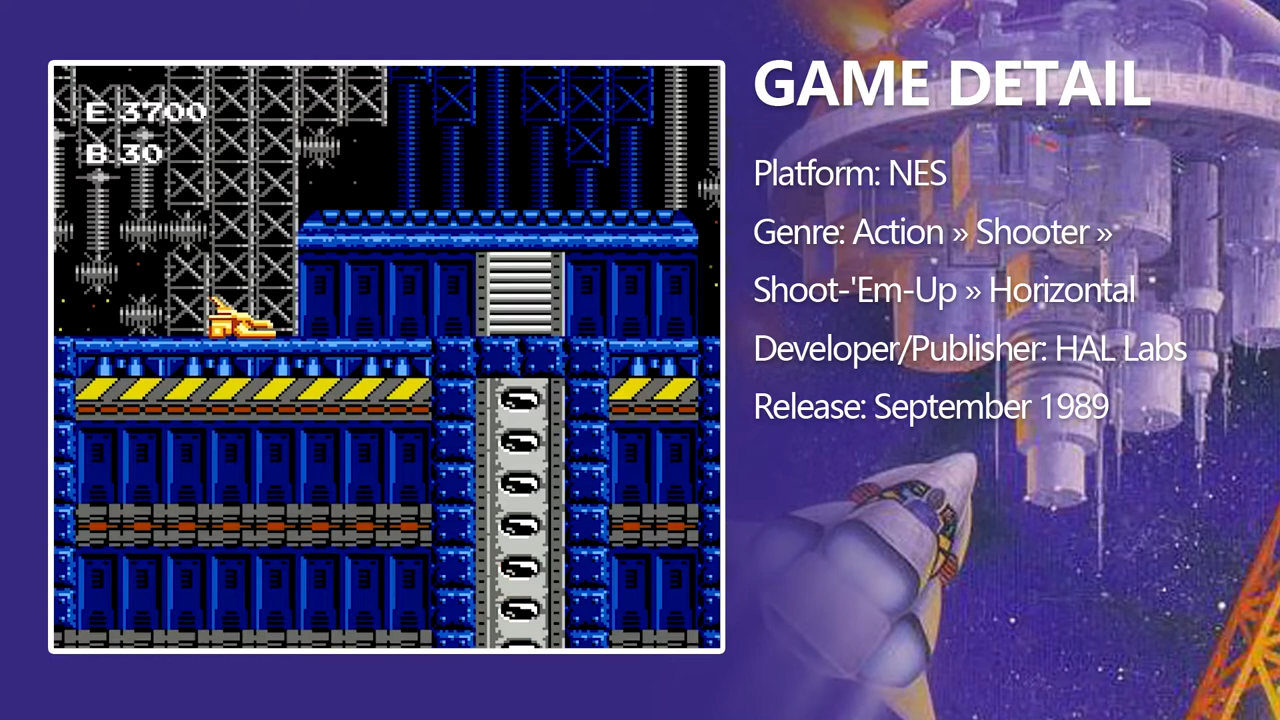 E 3700
B 30
GAME DETAIL
Platform: NES
Genre: Action » Shooter »
Shoot-'Em-Up » Horizontal
Developer/Publisher: HAL Labs
Release: September 1989